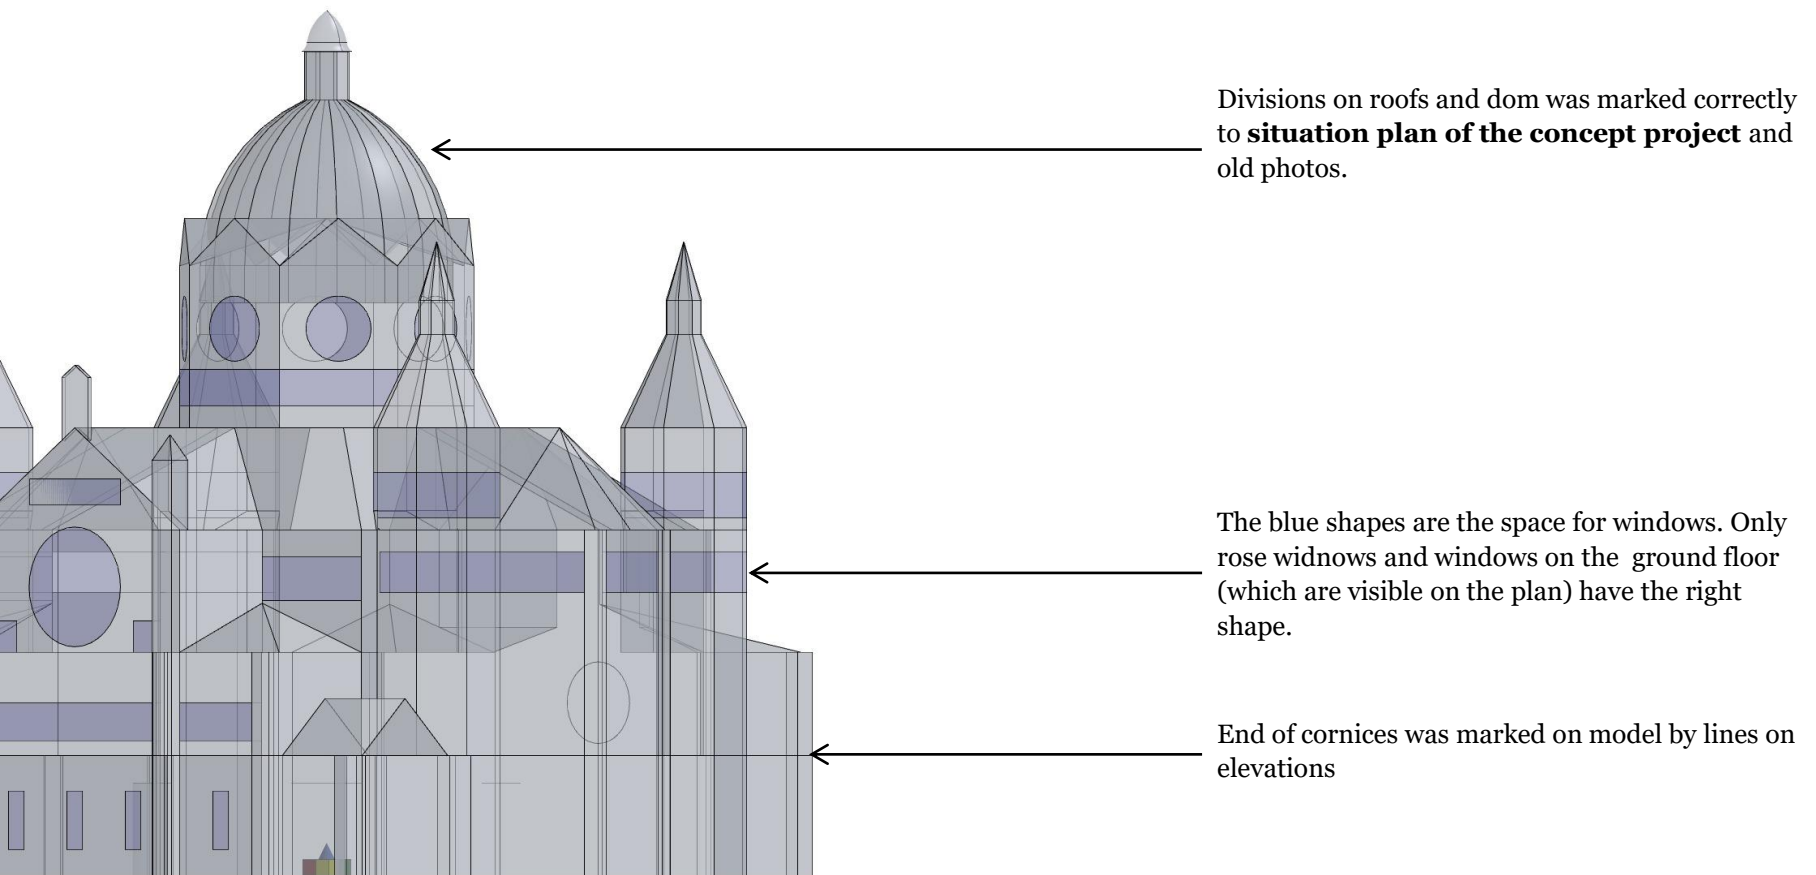 Divisions on roofs and dom was marked correctly
to situation plan of the concept project and
old photos.
The blue shapes are the space for windows. Only
rose widnows and windows on the ground floor
(which are visible on the plan) have the right
shape.
End of cornices was marked on model by lines on
elevations